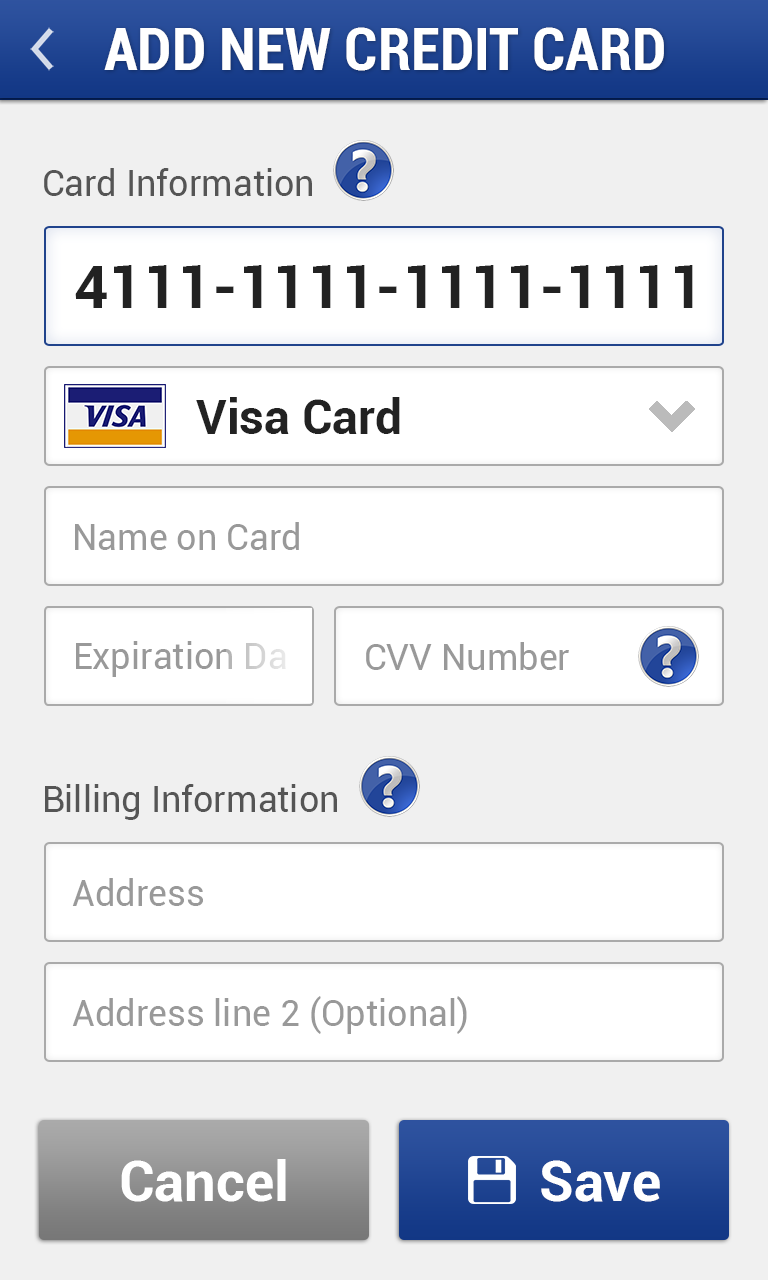 ADD NEW CREDIT CARD
Card Information ?
4111-1111-1111-1111
VISA Visa Card
Name on Card
Expiration Da
CVV Number ?
Billing Information ?
Address
Address line 2 (Optional)
Cancel
Save